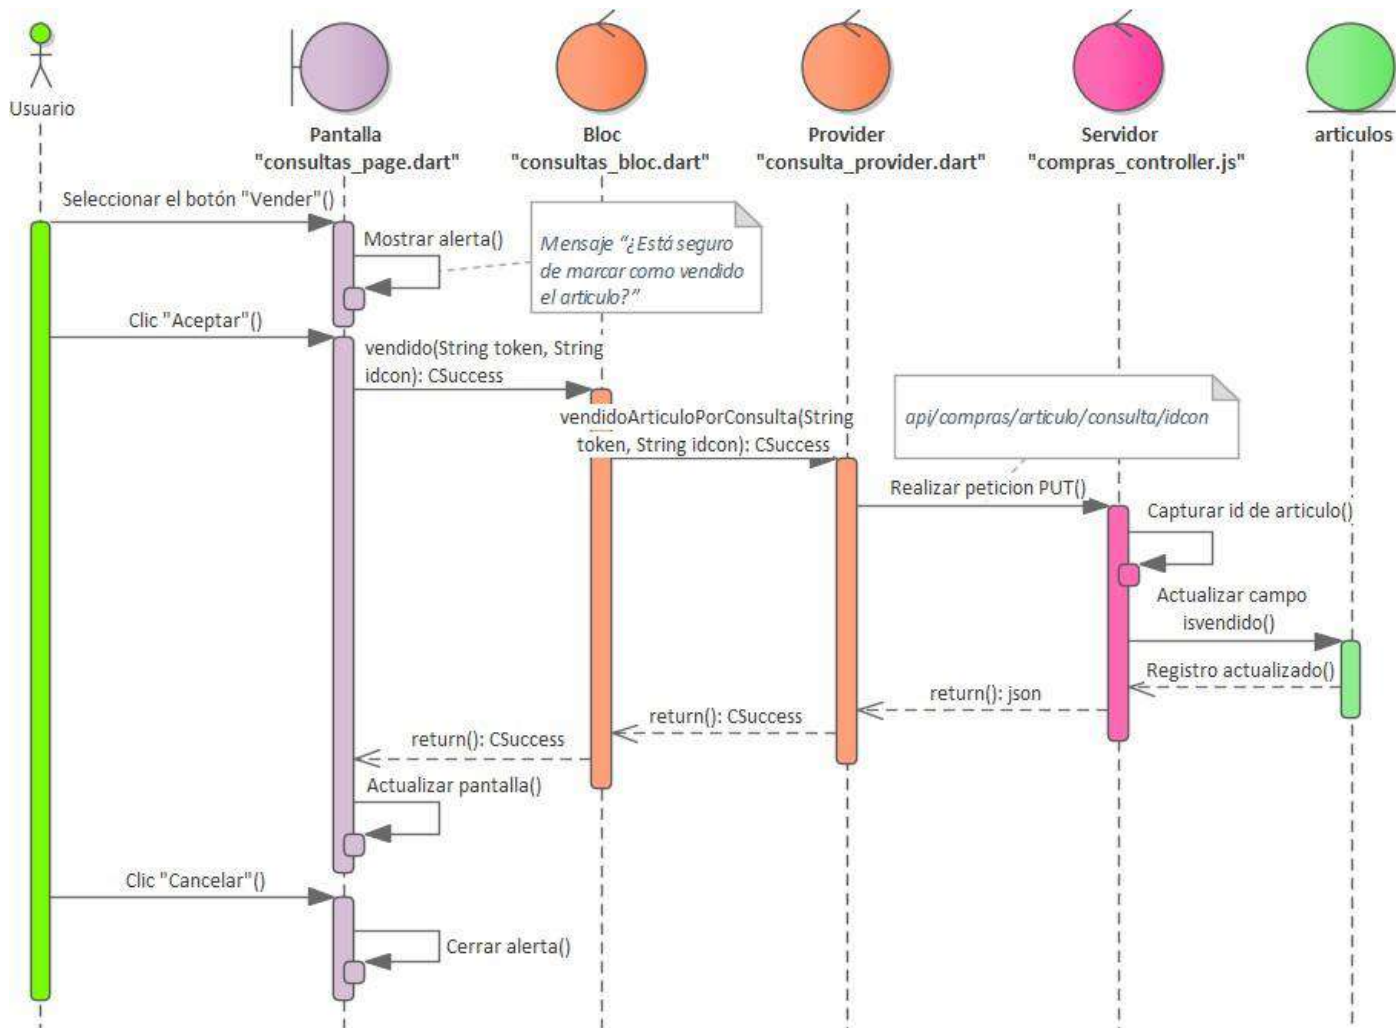 Usuario
Pantalla
"consultas_page.dart"
Bloc
"consultas_bloc.dart"
Provider
"consulta_provider.dart"
Servidor
"compras_controller.js"
articulos
Seleccionar el botón "Vender"()
Mostrar alerta()
Mensaje “¿Está seguro
de marcar como vendido
el articulo?”
Clic "Aceptar"()
vendido(String token, String
idcon): CSuccess
vendidoArticuloPorConsulta(String
token, String idcon): CSuccess
api/compras/articulo/consulta/idcon
Realizar peticion PUT()
Capturar id de articulo()
Actualizar campo
isvendido()
Registro actualizado()
return(): json
return(): CSuccess
return(): CSuccess
Actualizar pantalla()
Clic "Cancelar"()
Cerrar alerta()